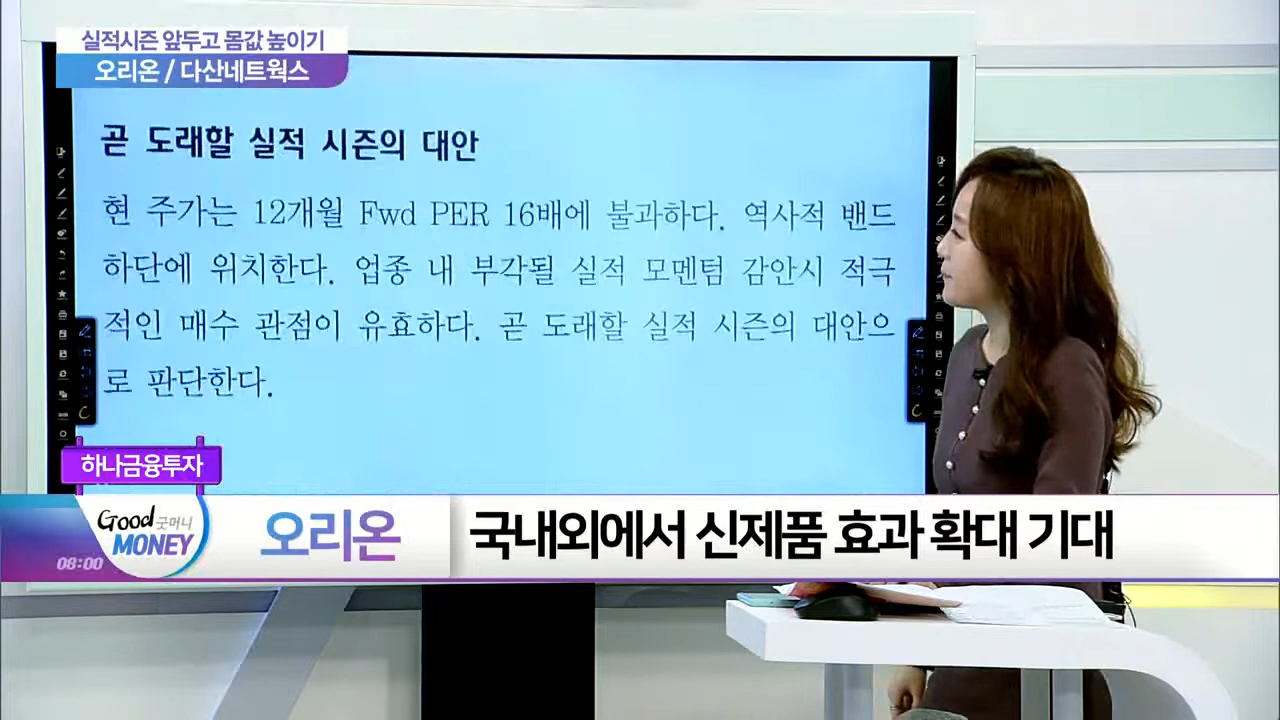 실적시즌 앞두고 몸값 높이기
오리온 / 다산네트웍스
곧 도래할 실적 시즌의 대안
현 주가는 12개월 Fwd PER 16배에 불과하다. 역사적 밴드
하단에 위치한다. 업종 내 부각될 실적 모멘텀 감안시 적극
적인 매수 관점이 유효하다. 곧 도래할 실적 시즌의 대안으
로 판단한다.
하나금융투자
Good 굿머니
MONEY
08:00
오리온
국내외에서 신제품 효과 확대 기대